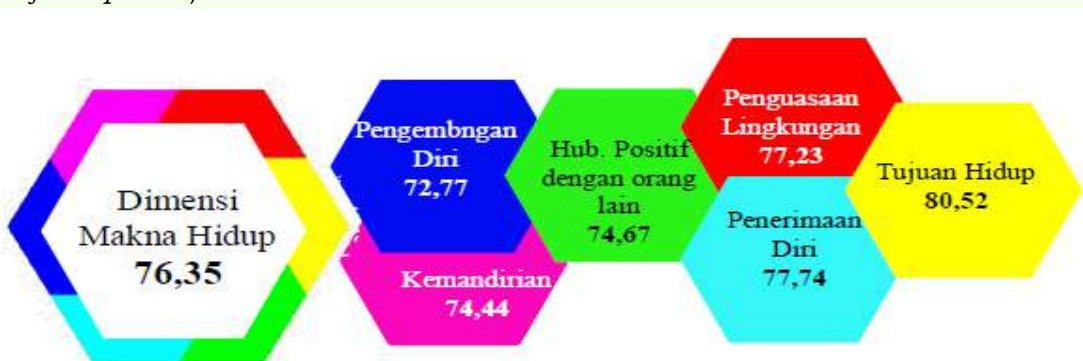 Dimensi
Makna Hidup
76,35
Pengembngan
Diri
72,77
Kemandirian
74,44
Hub. Positif
dengan orang
lain
74,67
Penguasaan
Lingkungan
77,23
Penerimaan
Diri
77,74
Tujuan Hidup
80,52